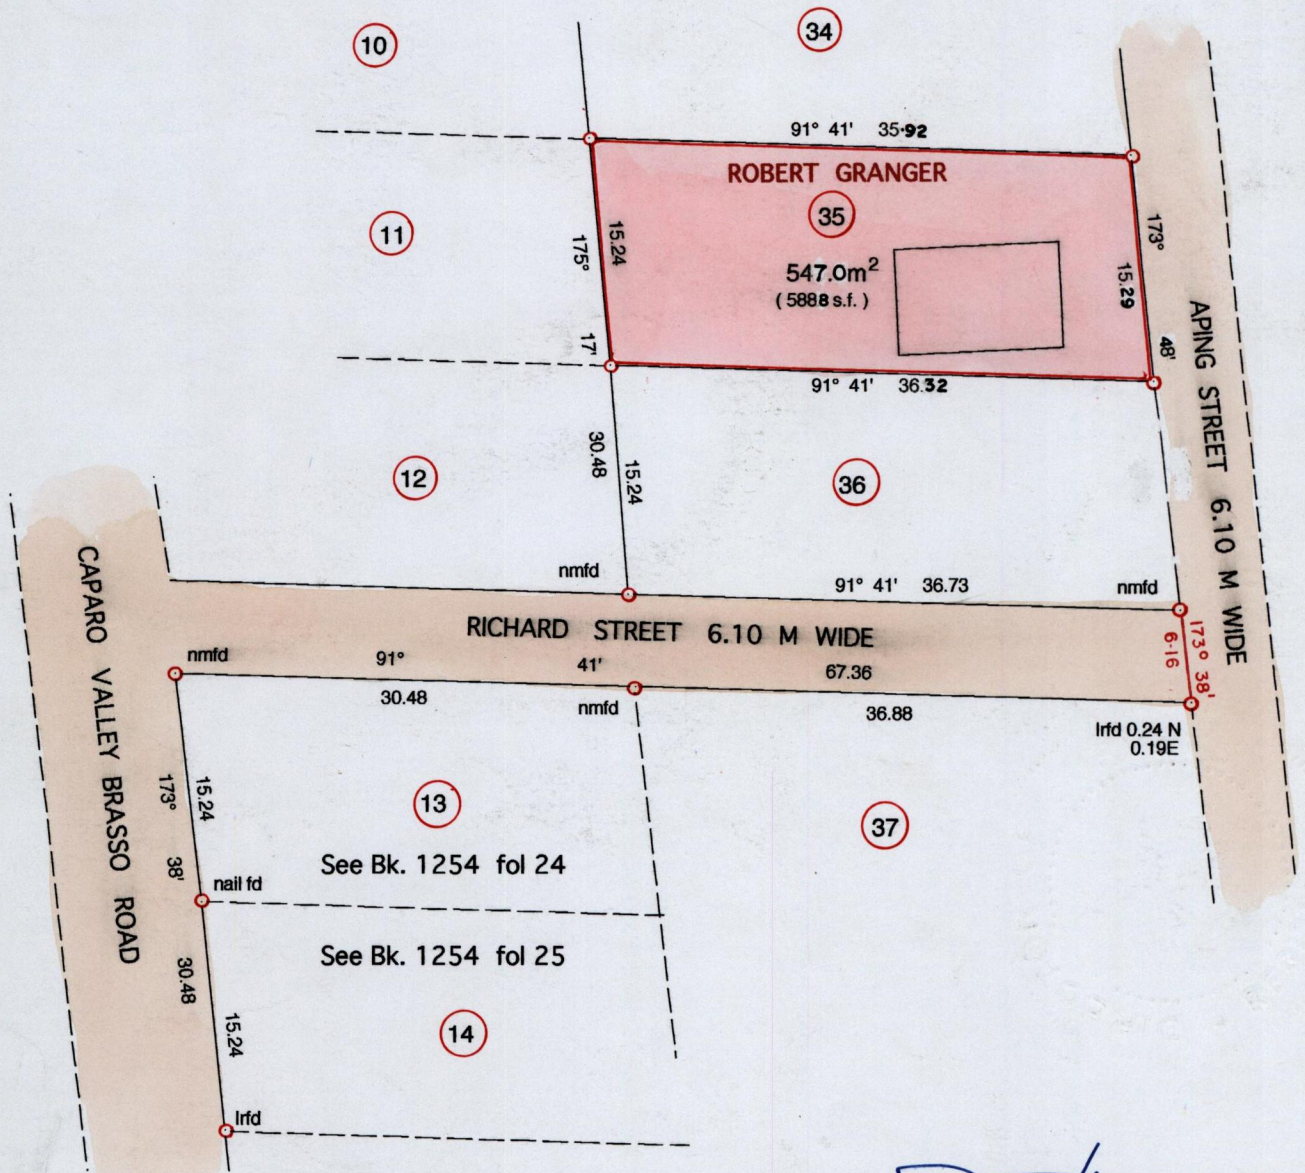 10
34
91° 41' 35·92
ROBERT GRANGER
35
11
175° 17'
15.24
547.0m²
( 5888 s.f. )
173° 48'
15.29
91° 41' 36.32
APING STREET 6.10 M WIDE
30.48
15.24
12
36
nmfd
91° 41' 36.73
nmfd
RICHARD STREET 6.10 M WIDE
173° 38'
6·16
nmfd
91° 41' 67.36
30.48
nmfd
36.88
Irfd 0.24 N
0.19E
CAPARO VALLEY BRASSO ROAD
173° 38'
15.24
13
37
See Bk. 1254 fol 24
nail fd
See Bk. 1254 fol 25
30.48
15.24
14
Irfd